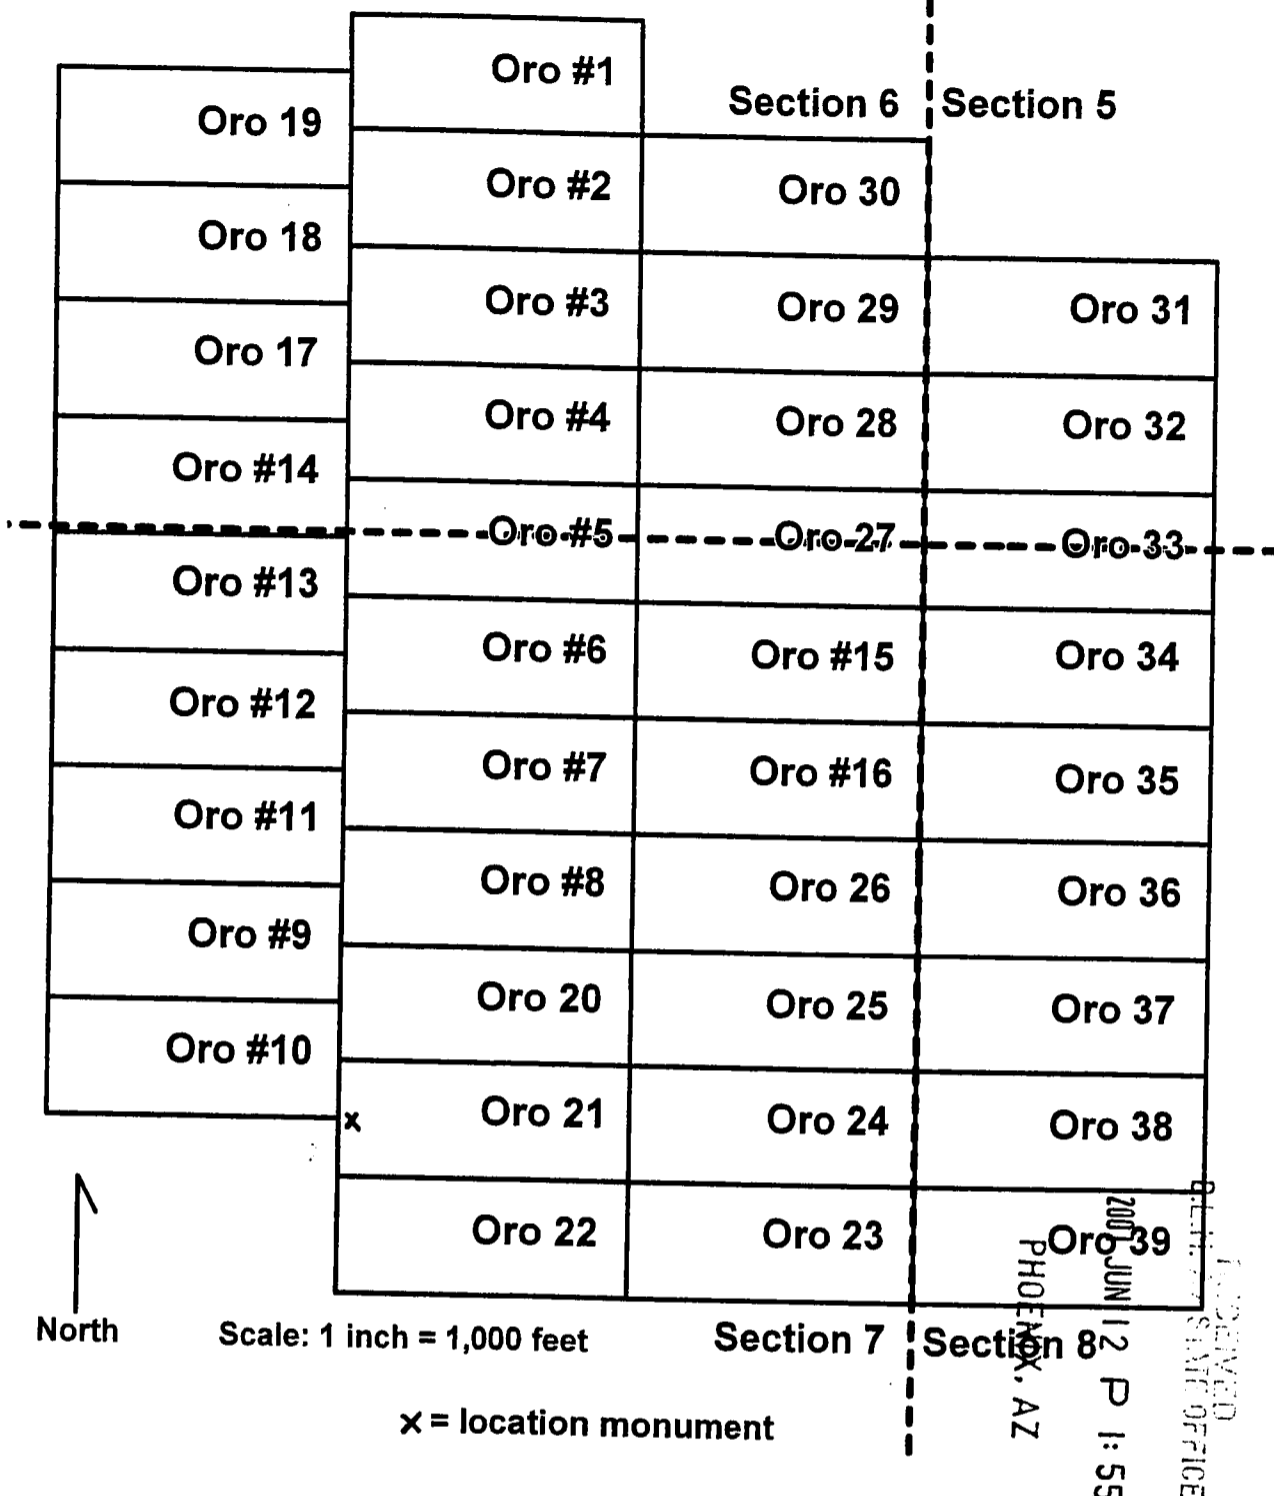 Oro #1
Section 6 Section 5
Oro 19
Oro #2
Oro 30
Oro 18
Oro #3
Oro 29
Oro 31
Oro 17
Oro #4
Oro 28
Oro 32
Oro #14
Oro #5
Oro 27
Oro 33
Oro #13
Oro #6
Oro #15
Oro 34
Oro #12
Oro #7
Oro #16
Oro 35
Oro #11
Oro #8
Oro 26
Oro 36
Oro #9
Oro 20
Oro 25
Oro 37
Oro #10
Oro 21
Oro 24
Oro 38
x
Oro 22
Oro 23
Oro 39
North
Scale: 1 inch = 1,000 feet
Section 7 Section 8
x = location monument
RECEIVED
STATE OFFICE
2001 JUN 12 P 1:55
PHOENIX, AZ